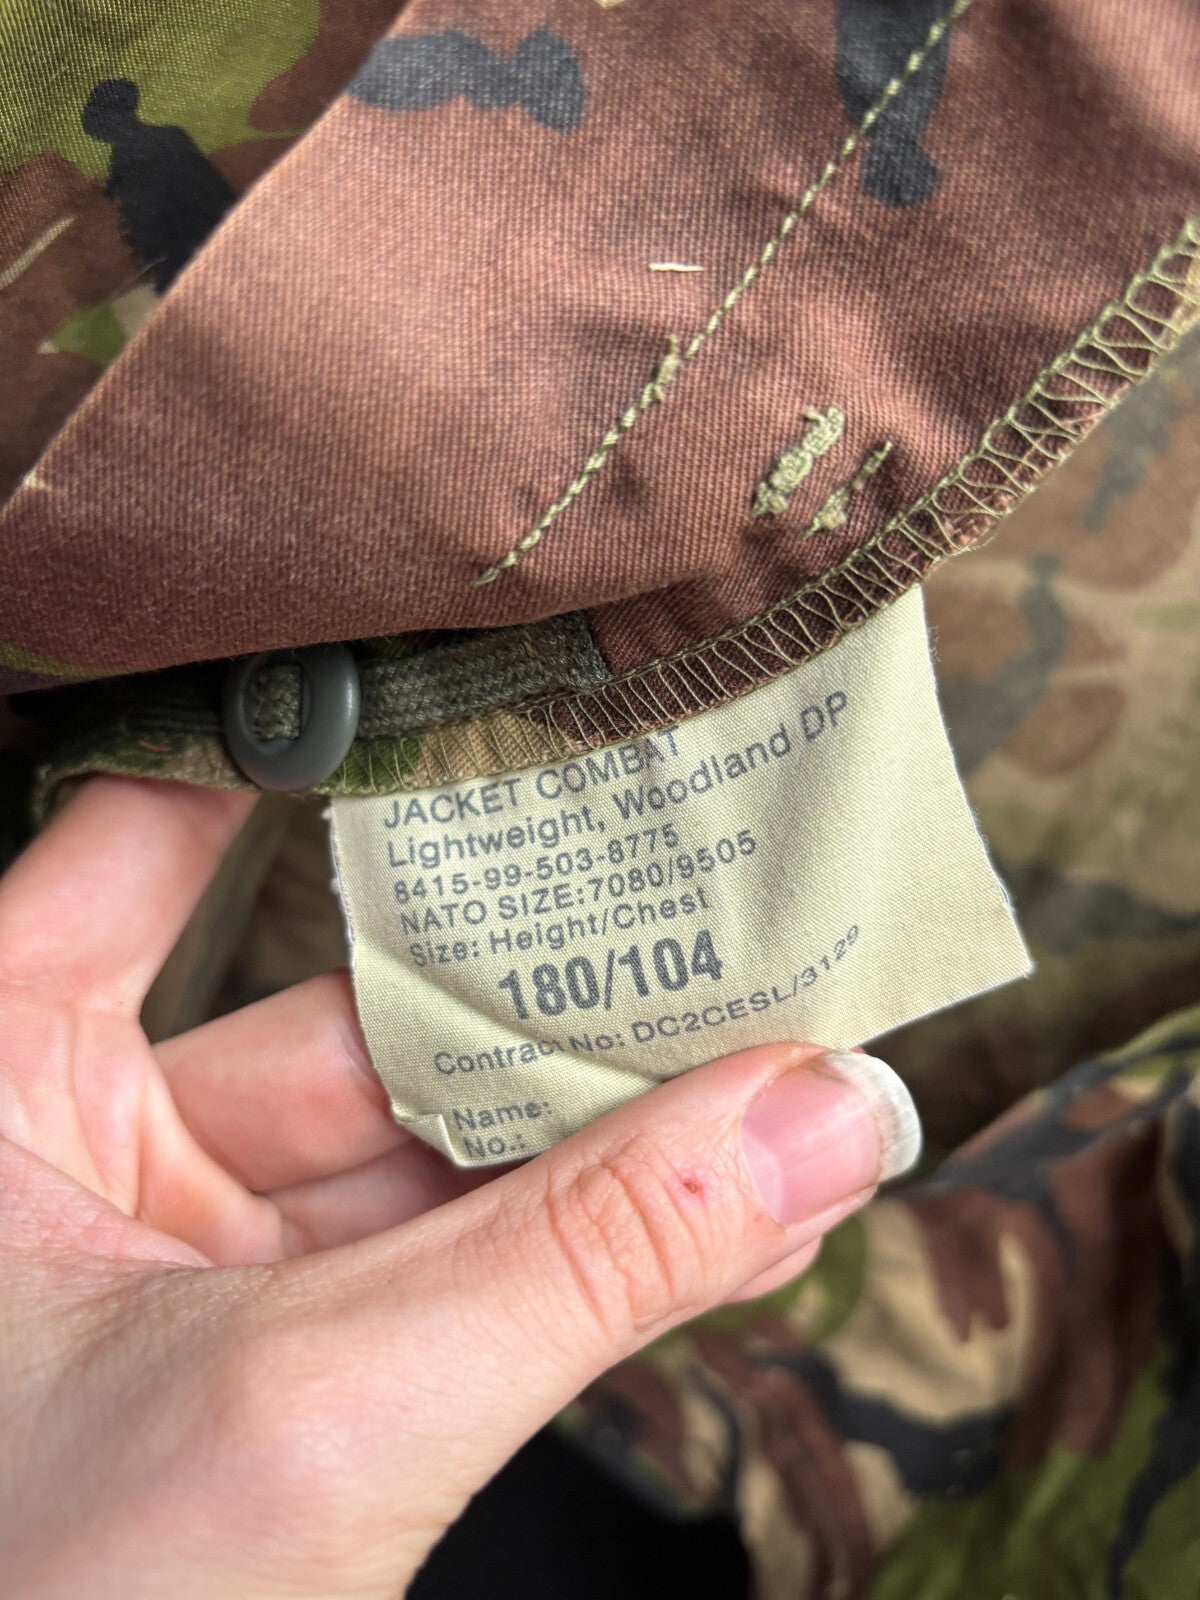 JACKET COMBAT
Lightweight, Woodland DP
8415-99-503-8775
NATO SIZE:7080/9505
Size: Height/Chest
180/104
Contract No: DC2CESL/3129
Name:
No.: